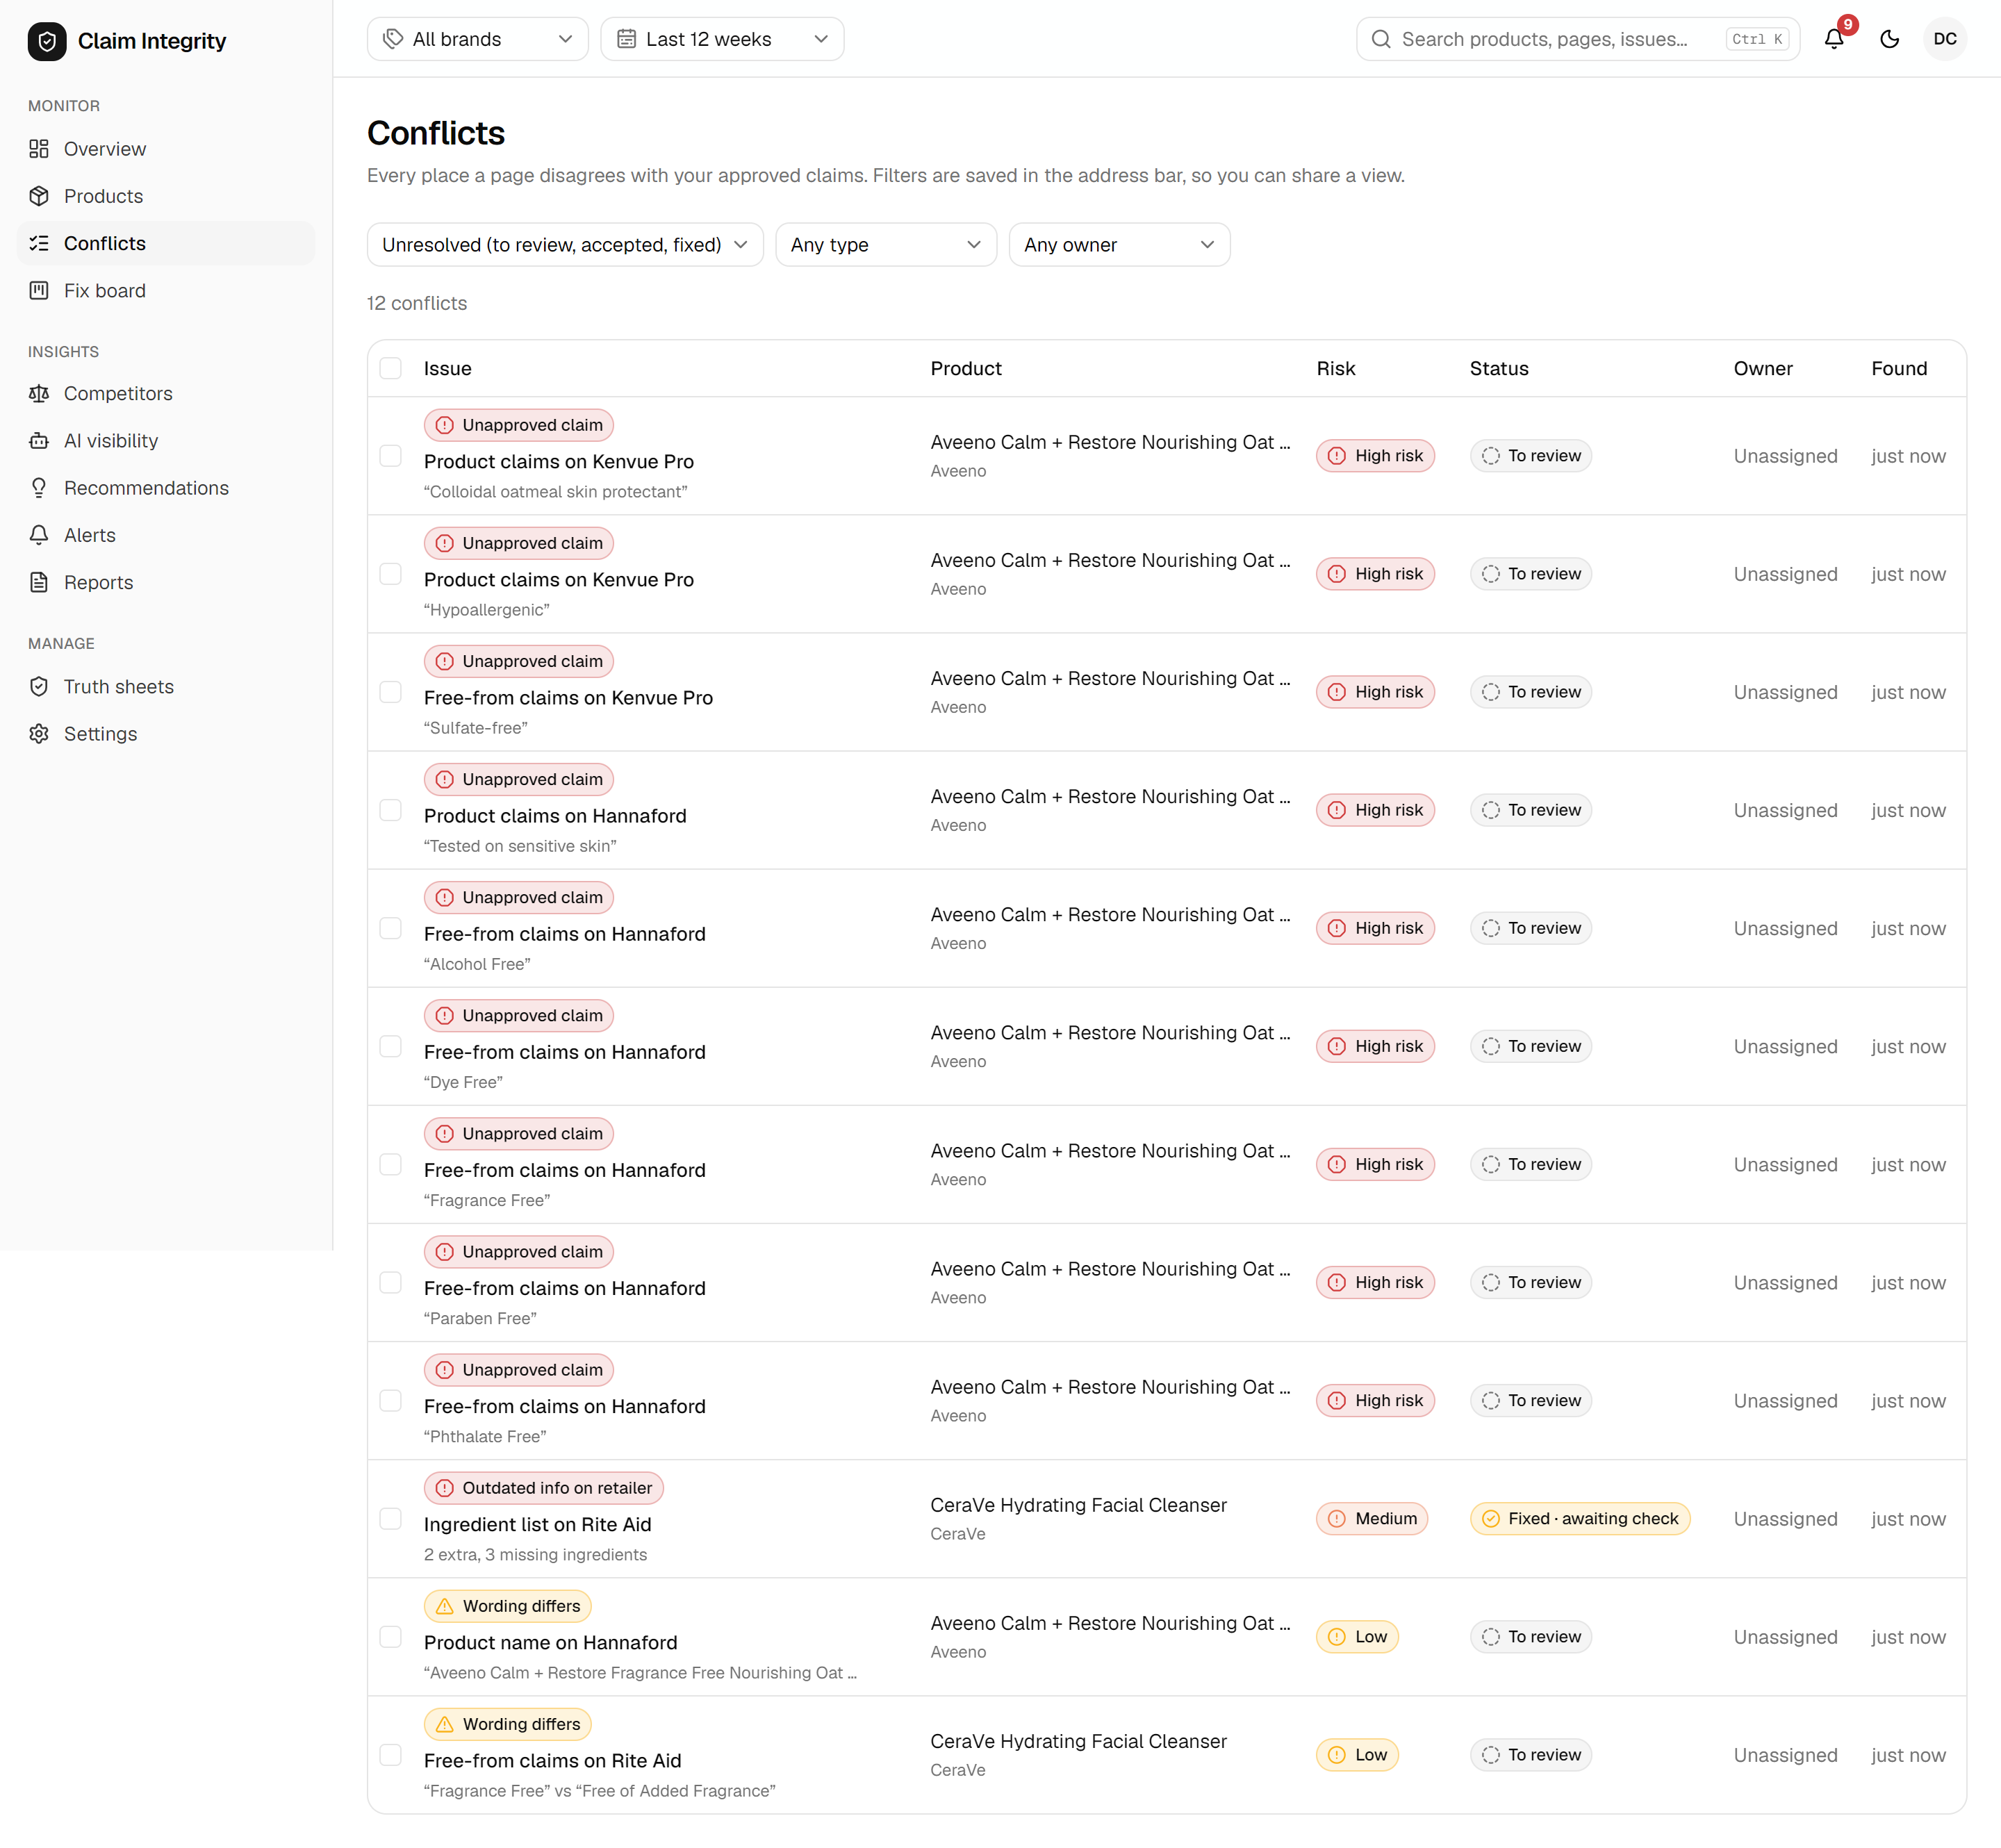 Claim Integrity
MONITOR
Overview
Products
Conflicts
Fix board
INSIGHTS
Competitors
AI visibility
Recommendations
Alerts
Reports
MANAGE
Truth sheets
Settings
All brands
Last 12 weeks
Search products, pages, issues...
Ctrl K
9
DC
Conflicts
Every place a page disagrees with your approved claims. Filters are saved in the address bar, so you can share a view.
Unresolved (to review, accepted, fixed)
Any type
Any owner
12 conflicts
Issue Product Risk Status Owner Found
Unapproved claim
Product claims on Kenvue Pro
“Colloidal oatmeal skin protectant”
Aveeno Calm + Restore Nourishing Oat ...
Aveeno
High risk
To review
Unassigned
just now
Unapproved claim
Product claims on Kenvue Pro
“Hypoallergenic”
Aveeno Calm + Restore Nourishing Oat ...
Aveeno
High risk
To review
Unassigned
just now
Unapproved claim
Free-from claims on Kenvue Pro
“Sulfate-free”
Aveeno Calm + Restore Nourishing Oat ...
Aveeno
High risk
To review
Unassigned
just now
Unapproved claim
Product claims on Hannaford
“Tested on sensitive skin”
Aveeno Calm + Restore Nourishing Oat ...
Aveeno
High risk
To review
Unassigned
just now
Unapproved claim
Free-from claims on Hannaford
“Alcohol Free”
Aveeno Calm + Restore Nourishing Oat ...
Aveeno
High risk
To review
Unassigned
just now
Unapproved claim
Free-from claims on Hannaford
“Dye Free”
Aveeno Calm + Restore Nourishing Oat ...
Aveeno
High risk
To review
Unassigned
just now
Unapproved claim
Free-from claims on Hannaford
“Fragrance Free”
Aveeno Calm + Restore Nourishing Oat ...
Aveeno
High risk
To review
Unassigned
just now
Unapproved claim
Free-from claims on Hannaford
“Paraben Free”
Aveeno Calm + Restore Nourishing Oat ...
Aveeno
High risk
To review
Unassigned
just now
Unapproved claim
Free-from claims on Hannaford
“Phthalate Free”
Aveeno Calm + Restore Nourishing Oat ...
Aveeno
High risk
To review
Unassigned
just now
Outdated info on retailer
Ingredient list on Rite Aid
2 extra, 3 missing ingredients
CeraVe Hydrating Facial Cleanser
CeraVe
Medium
Fixed · awaiting check
Unassigned
just now
Wording differs
Product name on Hannaford
“Aveeno Calm + Restore Fragrance Free Nourishing Oat ...
Aveeno Calm + Restore Nourishing Oat ...
Aveeno
Low
To review
Unassigned
just now
Wording differs
Free-from claims on Rite Aid
“Fragrance Free” vs “Free of Added Fragrance”
CeraVe Hydrating Facial Cleanser
CeraVe
Low
To review
Unassigned
just now